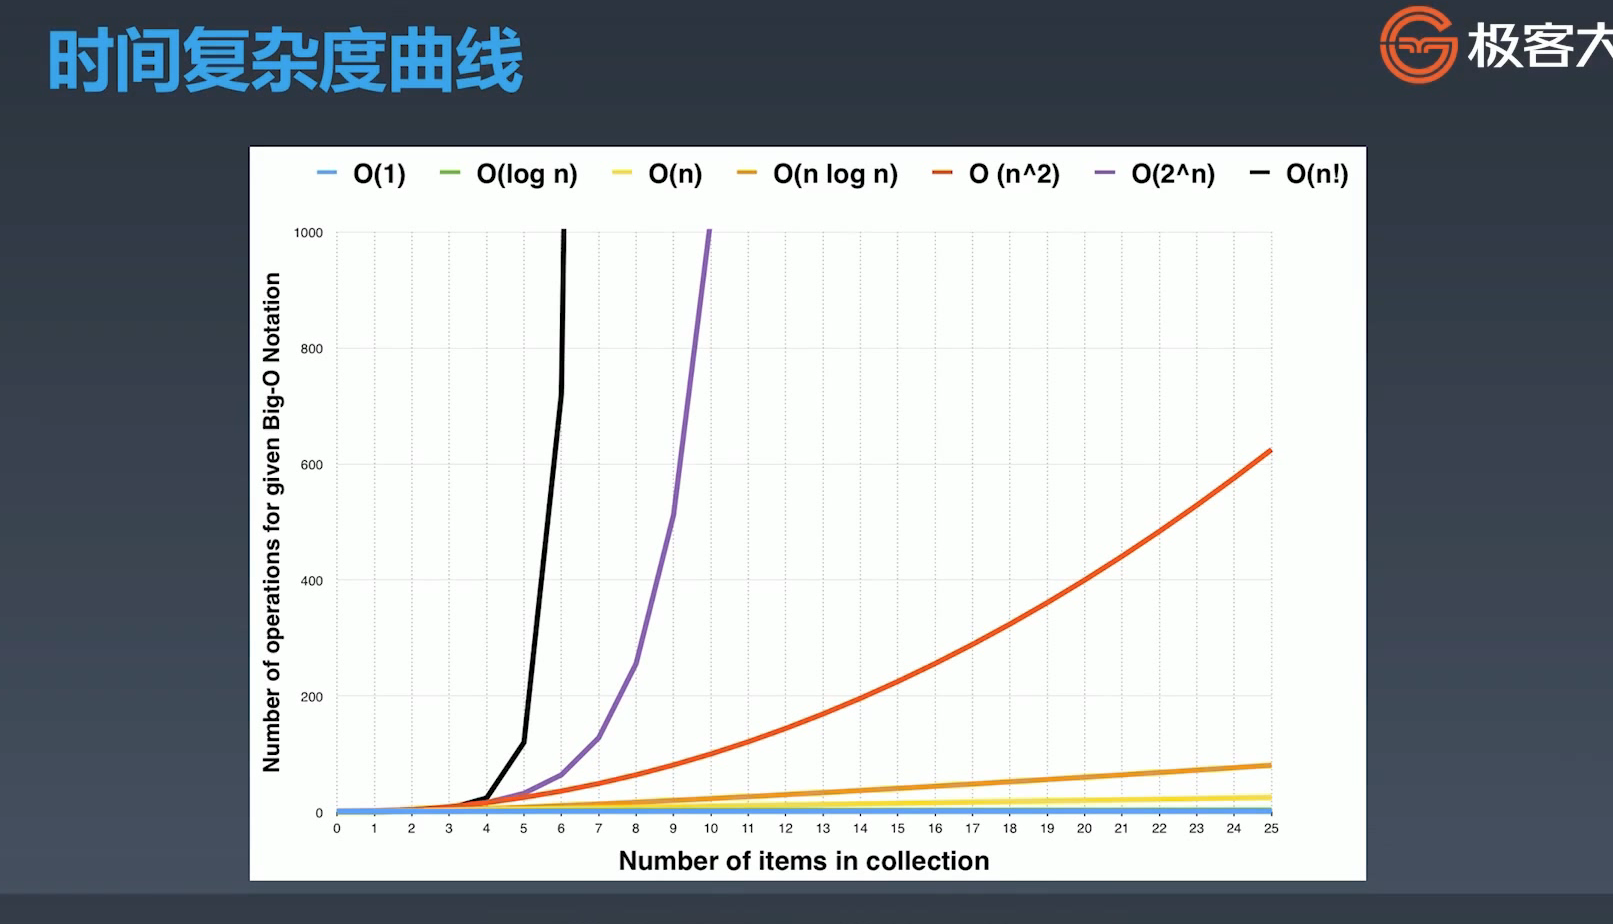 时间复杂度曲线
极客大
O(1) O(log n) O(n) O(n log n) O (n^2) O(2^n) O(n!)
Number of operations for given Big-O Notation
1000
800
600
400
200
0
0 1 2 3 4 5 6 7 8 9 10 11 12 13 14 15 16 17 18 19 20 21 22 23 24 25
Number of items in collection